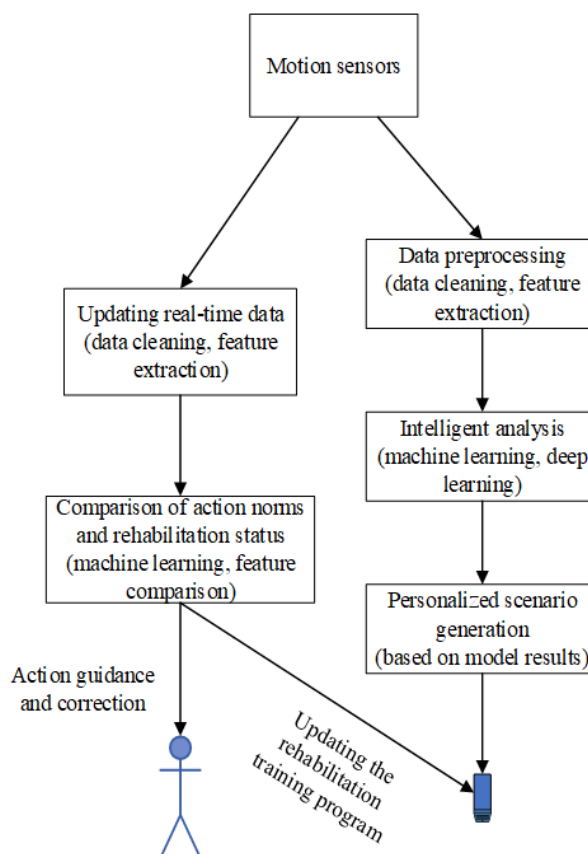 Motion sensors
Data preprocessing
(data cleaning, feature
extraction)
Updating real-time data
(data cleaning, feature
extraction)
Intelligent analysis
(machine learning, deep
learning)
Comparison of action norms
and rehabilitation status
(machine learning, feature
comparison)
Personalized scenario
generation
(based on model results)
Action guidance
and correction
Updating the
rehabilitation
training program